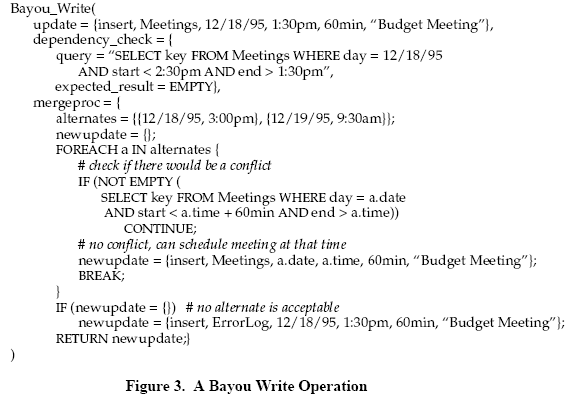 Bayou_Write(
update = {insert, Meetings, 12/18/95, 1:30pm, 60min, “Budget Meeting”},
dependency_check = {
query = “SELECT key FROM Meetings WHERE day = 12/18/95
AND start < 2:30pm AND end > 1:30pm”,
expected_result = EMPTY},
mergeproc = {
alternates = {{12/18/95, 3:00pm}, {12/19/95, 9:30am}};
newupdate = {};
FOREACH a IN alternates {
# check if there would be a conflict
IF (NOT EMPTY (
SELECT key FROM Meetings WHERE day = a.date
AND start < a.time + 60min AND end > a.time))
CONTINUE;
# no conflict, can schedule meeting at that time
newupdate = {insert, Meetings, a.date, a.time, 60min, “Budget Meeting”};
BREAK;
}
IF (newupdate = {}) # no alternate is acceptable
newupdate = {insert, ErrorLog, 12/18/95, 1:30pm, 60min, “Budget Meeting”};
RETURN newupdate;}
)
Figure 3. A Bayou Write Operation